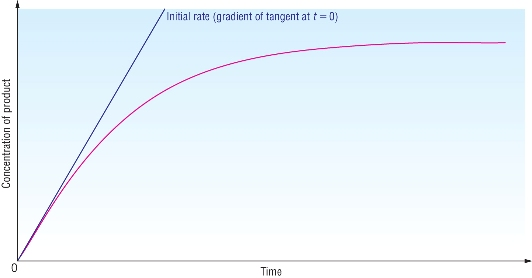 Initial rate (gradient of tangent at t = 0)
Concentration of product
0
Time